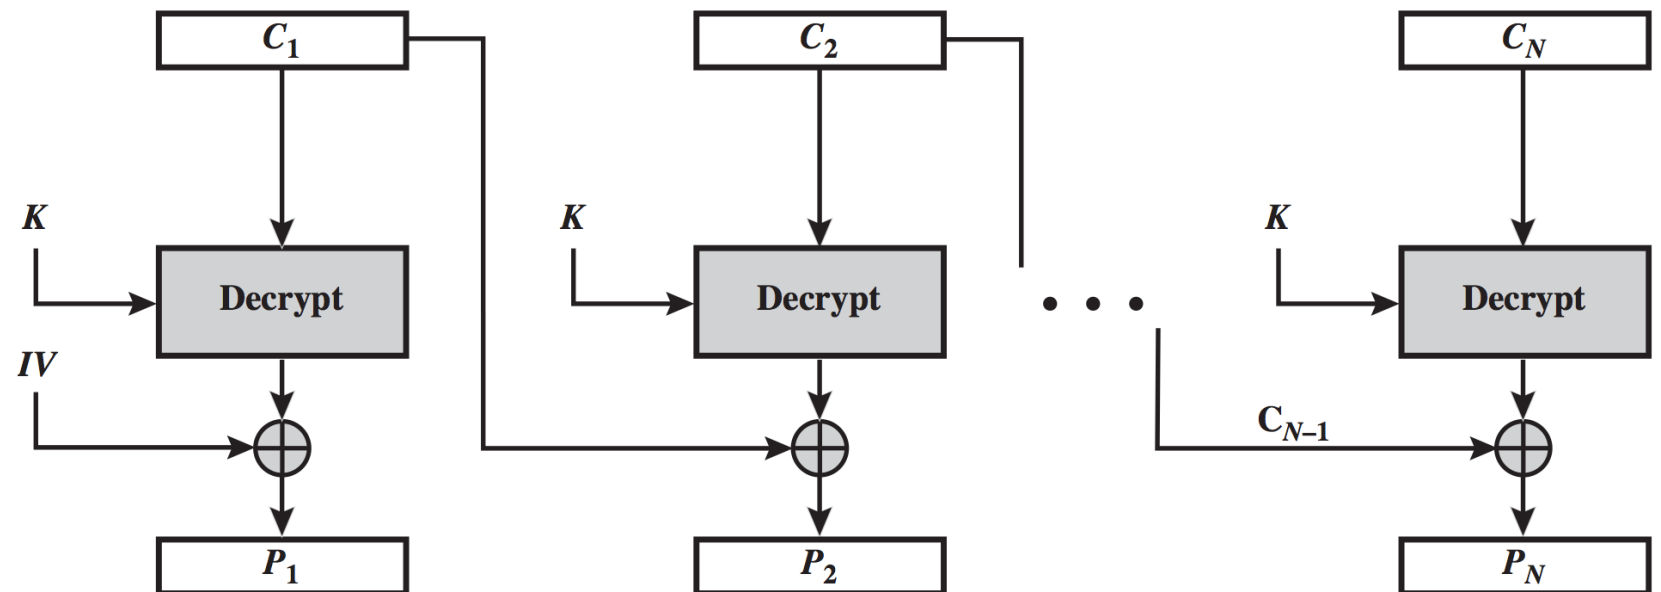 C1 C2 CN
K K K
Decrypt Decrypt • • • Decrypt
IV
CN–1
P1 P2 PN